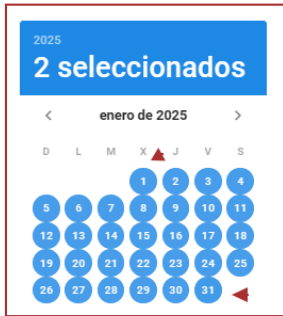 2025
2 seleccionados
enero de 2025
D L M X J V S
1 2 3 4
5 6 7 8 9 10 11
12 13 14 15 16 17 18
19 20 21 22 23 24 25
26 27 28 29 30 31